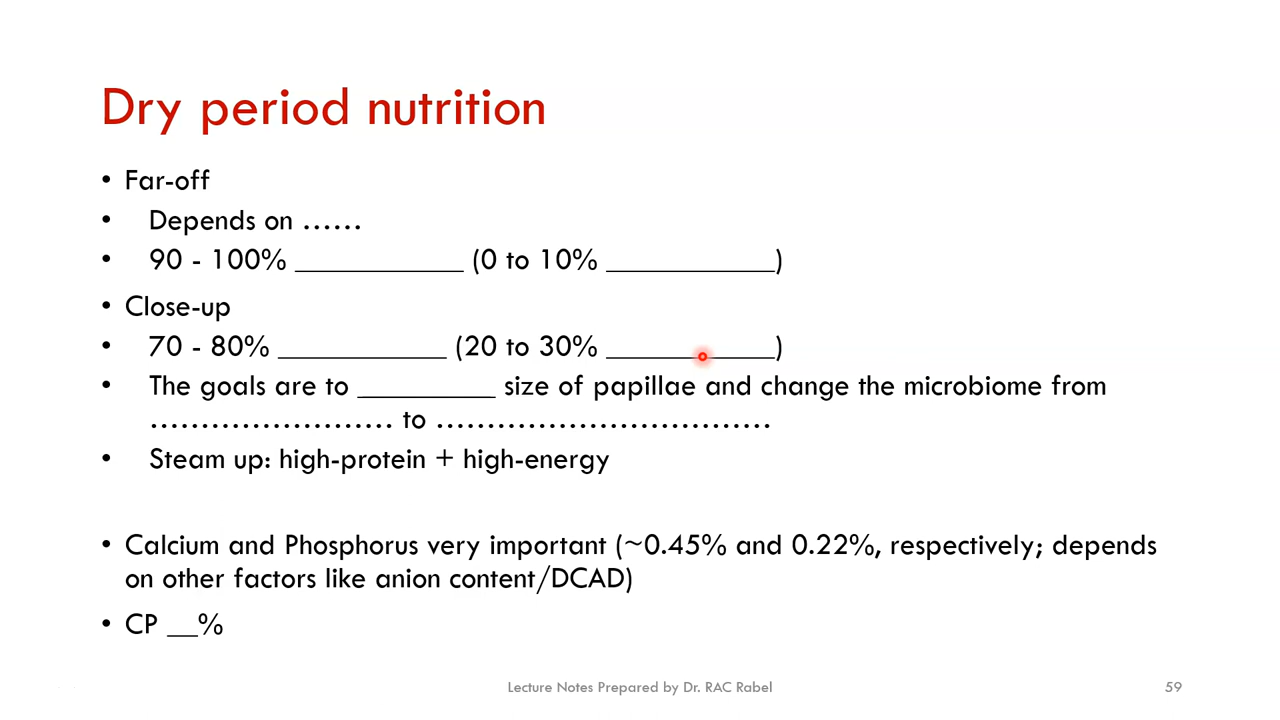 Dry period nutrition
• Far-off
• Depends on ......
• 90 - 100% ___________ (0 to 10% ___________)
• Close-up
• 70 - 80% ___________ (20 to 30% ___________)
• The goals are to _________ size of papillae and change the microbiome from
........................ to .................................
• Steam up: high-protein + high-energy
• Calcium and Phosphorus very important (~0.45% and 0.22%, respectively; depends
on other factors like anion content/DCAD)
• CP __%
Lecture Notes Prepared by Dr. RAC Rabel
59